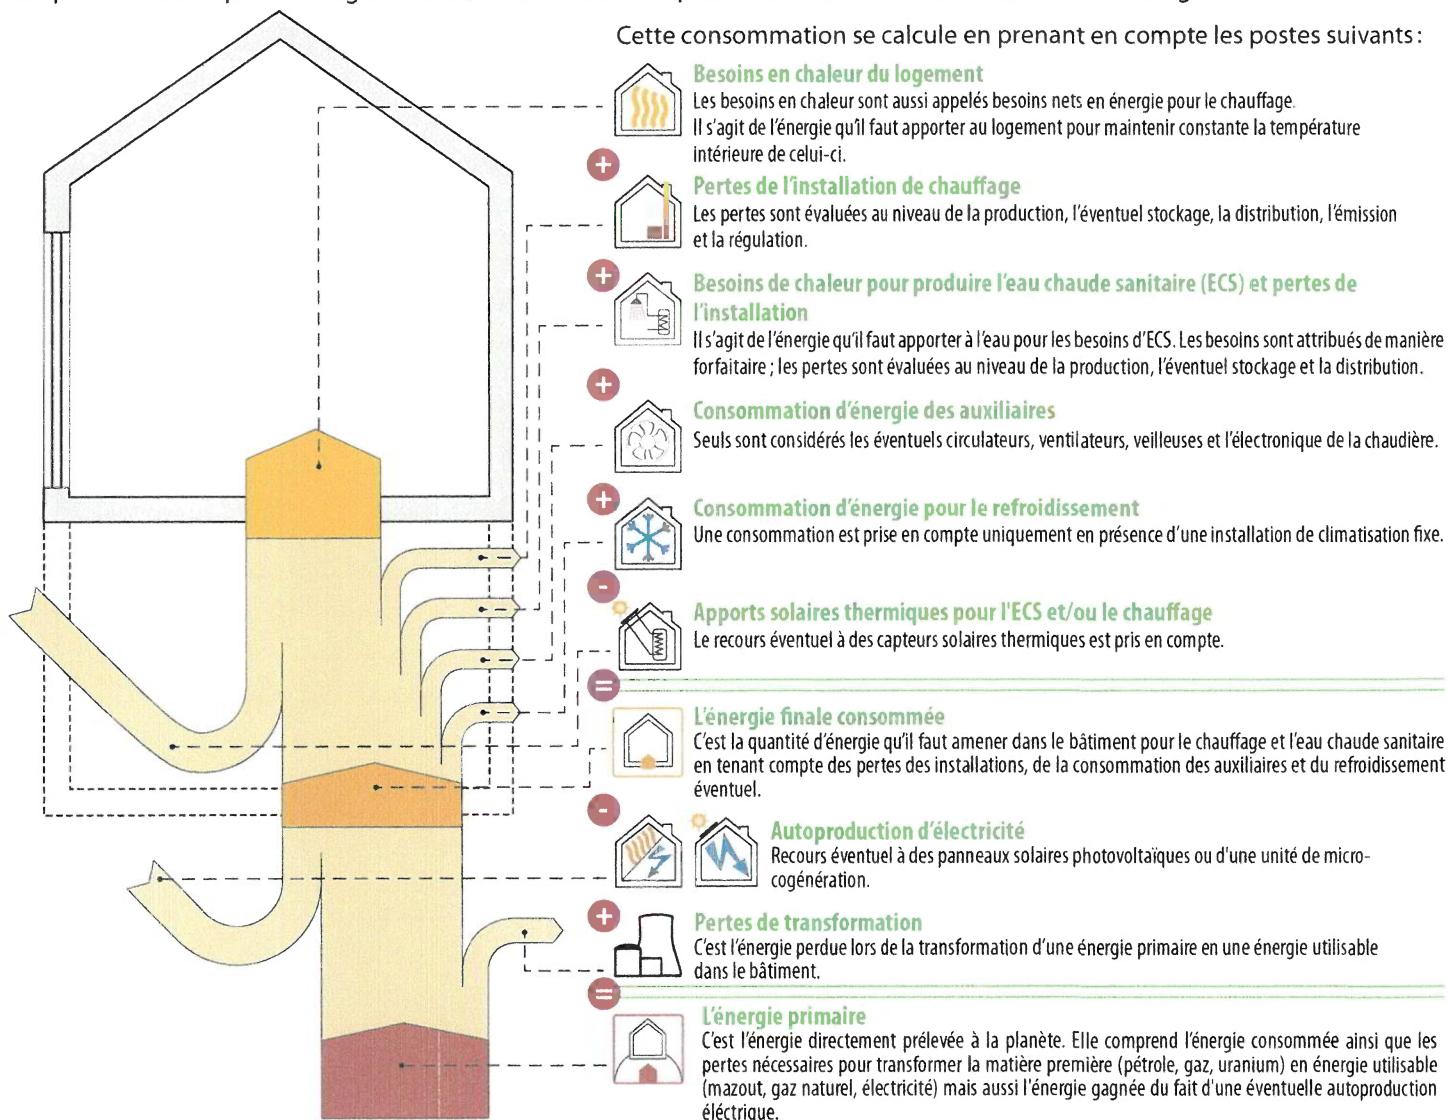 Cette consommation se calcule en prenant en compte les postes suivants :
Besoins en chaleur du logement
Les besoins en chaleur sont aussi appelés besoins nets en énergie pour le chauffage.
Il s'agit de l'énergie qu'il faut apporter au logement pour maintenir constante la température
intérieure de celui-ci.
+
Pertes de l'installation de chauffage
Les pertes sont évaluées au niveau de la production, l'éventuel stockage, la distribution, l'émission
et la régulation.
+
Besoins de chaleur pour produire l'eau chaude sanitaire (ECS) et pertes de
l'installation
Il s'agit de l'énergie qu'il faut apporter à l'eau pour les besoins d'ECS. Les besoins sont attribués de manière
forfaitaire ; les pertes sont évaluées au niveau de la production, l'éventuel stockage et la distribution.
+
Consommation d'énergie des auxiliaires
Seuls sont considérés les éventuels circulateurs, ventilateurs, veilleuses et l'électronique de la chaudière.
+
Consommation d'énergie pour le refroidissement
Une consommation est prise en compte uniquement en présence d'une installation de climatisation fixe.
-
Apports solaires thermiques pour l'ECS et/ou le chauffage
Le recours éventuel à des capteurs solaires thermiques est pris en compte.
=
L'énergie finale consommée
C'est la quantité d'énergie qu'il faut amener dans le bâtiment pour le chauffage et l'eau chaude sanitaire
en tenant compte des pertes des installations, de la consommation des auxiliaires et du refroidissement
éventuel.
-
Autoproduction d'électricité
Recours éventuel à des panneaux solaires photovoltaïques ou d'une unité de micro-
cogénération.
+
Pertes de transformation
C'est l'énergie perdue lors de la transformation d'une énergie primaire en une énergie utilisable
dans le bâtiment.
=
L'énergie primaire
C'est l'énergie directement prélevée à la planète. Elle comprend l'énergie consommée ainsi que les
pertes nécessaires pour transformer la matière première (pétrole, gaz, uranium) en énergie utilisable
(mazout, gaz naturel, électricité) mais aussi l'énergie gagnée du fait d'une éventuelle autoproduction
éléctrique.